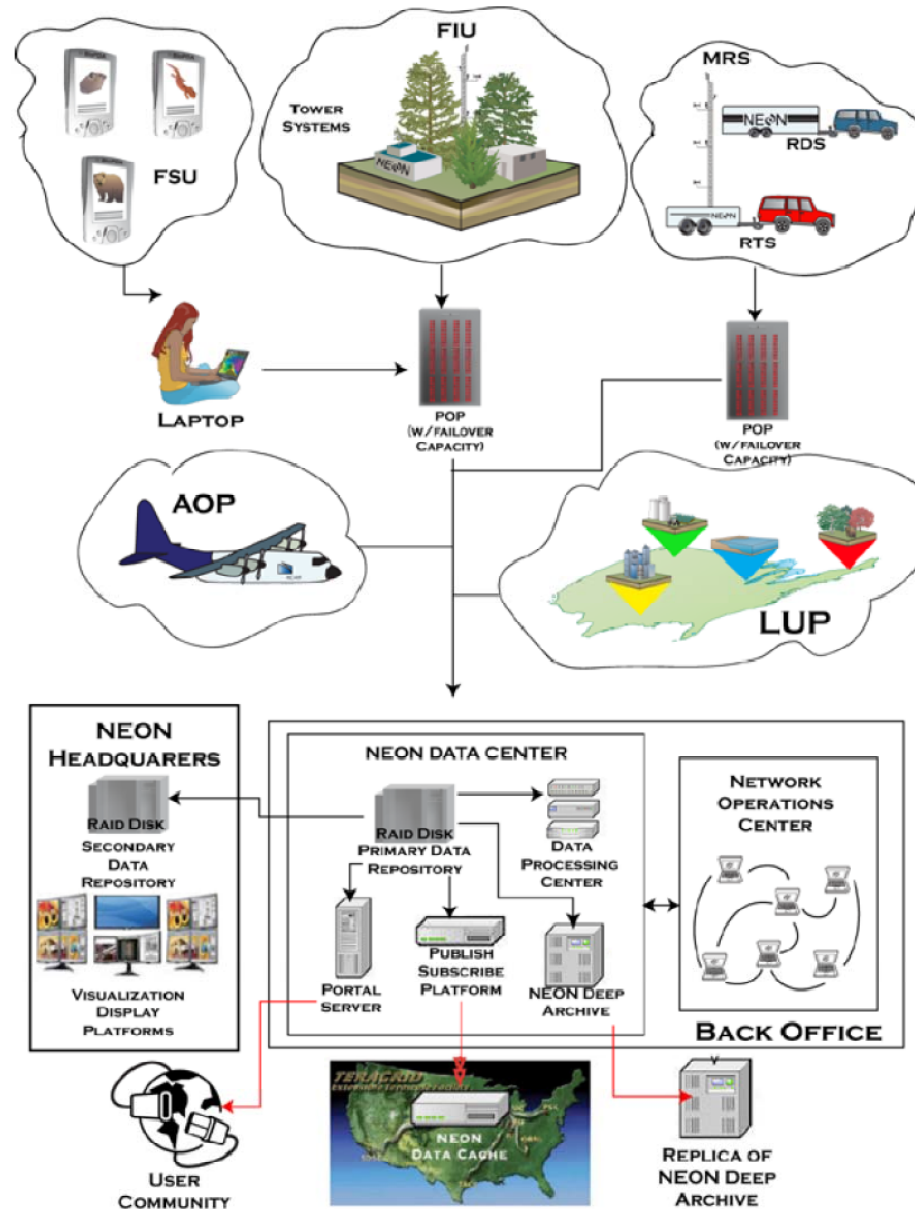 FSU
FIU
TOWER
SYSTEMS
NEON
MRS
NEON
RDS
NEON
RTS
LAPTOP
POP
(W/FAILOVER
CAPACITY)
POP
(W/FAILOVER
CAPACITY)
AOP
LUP
NEON
HEADQUARERS
RAID DISK
SECONDARY
DATA
REPOSITORY
VISUALIZATION
DISPLAY
PLATFORMS
NEON DATA CENTER
RAID DISK
PRIMARY DATA
REPOSITORY
DATA
PROCESSING
CENTER
PORTAL
SERVER
PUBLISH
SUBSCRIBE
PLATFORM
NEON DEEP
ARCHIVE
NETWORK
OPERATIONS
CENTER
BACK OFFICE
USER
COMMUNITY
TERAGRID
NEON
DATA CACHE
REPLICA OF
NEON DEEP
ARCHIVE